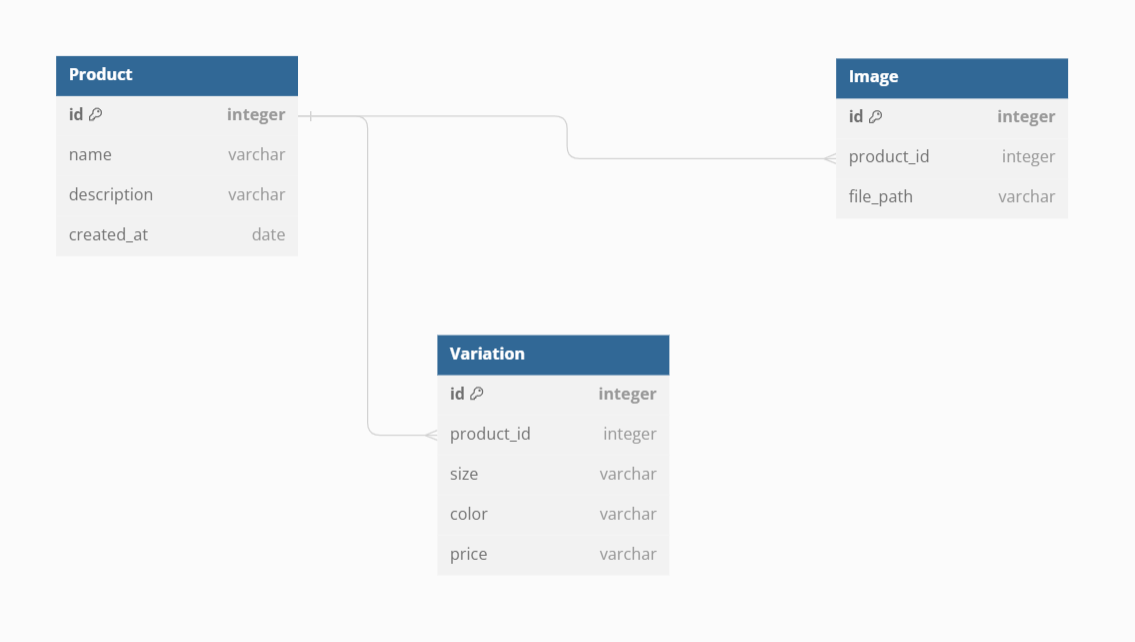 Product
id integer
name varchar
description varchar
created_at date
Image
id integer
product_id integer
file_path varchar
Variation
id integer
product_id integer
size varchar
color varchar
price varchar